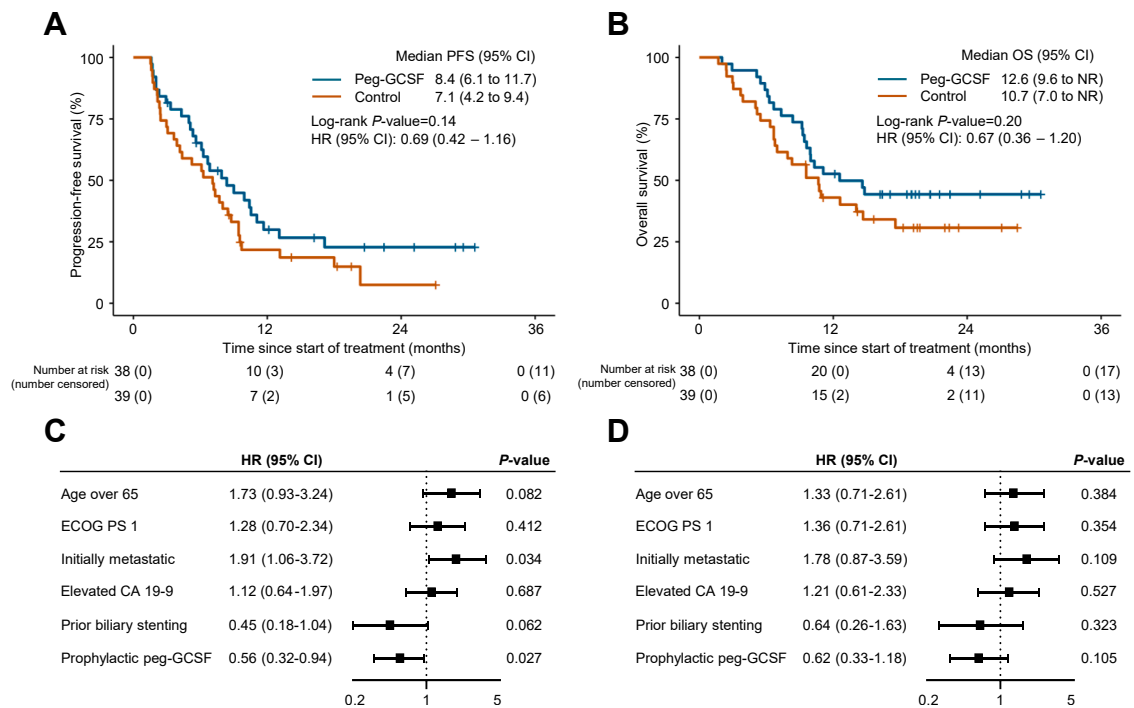 A
Median PFS (95% CI)
Peg-GCSF 8.4 (6.1 to 11.7)
Control 7.1 (4.2 to 9.4)
Log-rank P-value=0.14
HR (95% CI): 0.69 (0.42 – 1.16)
Progression-free survival (%)
100
75
50
25
0
0 12 24 36
Time since start of treatment (months)
Number at risk
(number censored)
38 (0) 10 (3) 4 (7) 0 (11)
39 (0) 7 (2) 1 (5) 0 (6)
B
Median OS (95% CI)
Peg-GCSF 12.6 (9.6 to NR)
Control 10.7 (7.0 to NR)
Log-rank P-value=0.20
HR (95% CI): 0.67 (0.36 – 1.20)
Overall survival (%)
100
75
50
25
0
0 12 24 36
Time since start of treatment (months)
Number at risk
(number censored)
38 (0) 20 (0) 4 (13) 0 (17)
39 (0) 15 (2) 2 (11) 0 (13)
C
HR (95% CI) P-value
Age over 65 1.73 (0.93-3.24) 0.082
ECOG PS 1 1.28 (0.70-2.34) 0.412
Initially metastatic 1.91 (1.06-3.72) 0.034
Elevated CA 19-9 1.12 (0.64-1.97) 0.687
Prior biliary stenting 0.45 (0.18-1.04) 0.062
Prophylactic peg-GCSF 0.56 (0.32-0.94) 0.027
0.2 1 5
D
HR (95% CI) P-value
Age over 65 1.33 (0.71-2.61) 0.384
ECOG PS 1 1.36 (0.71-2.61) 0.354
Initially metastatic 1.78 (0.87-3.59) 0.109
Elevated CA 19-9 1.21 (0.61-2.33) 0.527
Prior biliary stenting 0.64 (0.26-1.63) 0.323
Prophylactic peg-GCSF 0.62 (0.33-1.18) 0.105
0.2 1 5